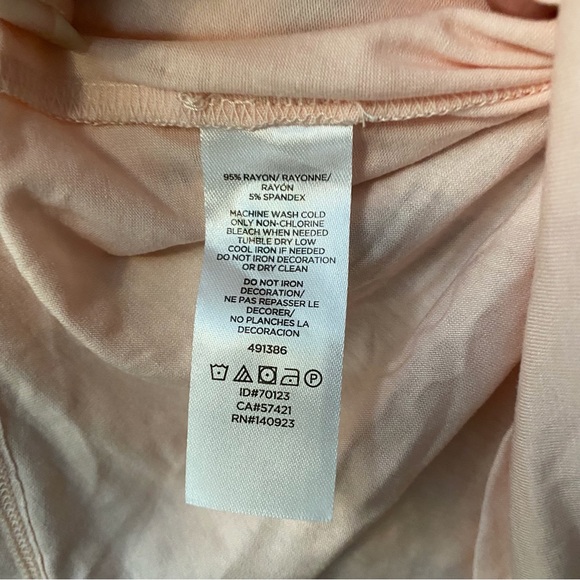 95% RAYON/ RAYONNE/
RAYÓN
5% SPANDEX
MACHINE WASH COLD
ONLY NON-CHLORINE
BLEACH WHEN NEEDED
TUMBLE DRY LOW
COOL IRON IF NEEDED
DO NOT IRON DECORATION
OR DRY CLEAN
DO NOT IRON
DECORATION/
NE PAS REPASSER LE
DECORER/
NO PLANCHES LA
DECORACION
491386
P
ID#70123
CA#57421
RN#140923